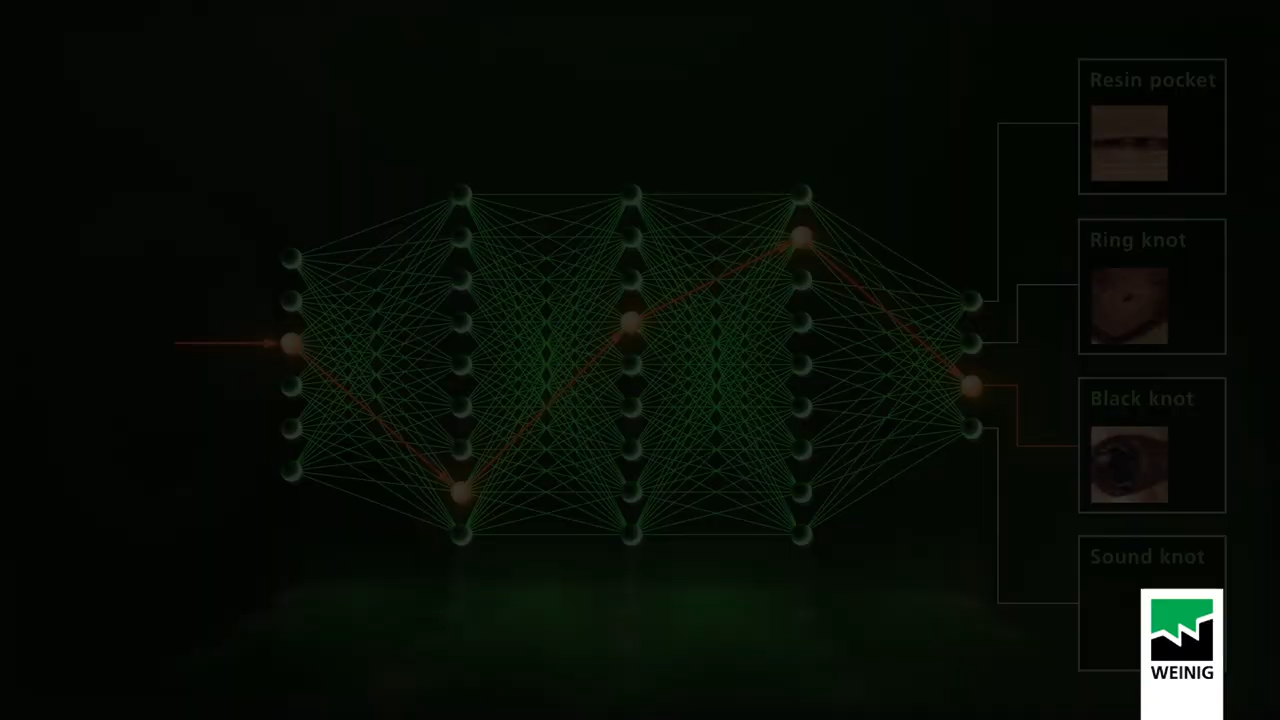 Resin pocket
Ring knot
Black knot
Sound knot
WEINIG